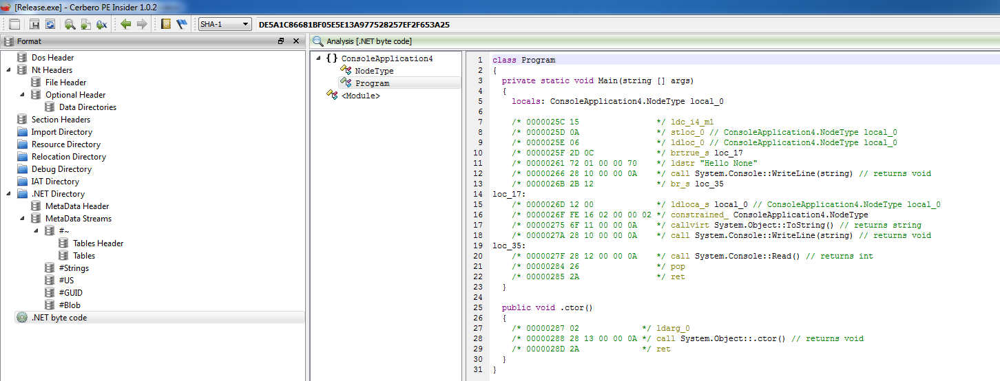 [Release.exe] - Cerbero PE Insider 1.0.2
SHA-1 DE5A1C86681BF05E5E13A977528257EF2F653A25
Format
Dos Header
Nt Headers
File Header
Optional Header
Data Directories
Section Headers
Import Directory
Resource Directory
Relocation Directory
Debug Directory
IAT Directory
.NET Directory
MetaData Header
MetaData Streams
#~
Tables Header
Tables
#Strings
#US
#GUID
#Blob
.NET byte code
Analysis [.NET byte code]
{} ConsoleApplication4
NodeType
Program
<Module>
1 class Program
2 {
3 private static void Main(string [] args)
4 {
5 locals: ConsoleApplication4.NodeType local_0
6
7 /* 0000025C 15 */ ldc_i4_m1
8 /* 0000025D 0A */ stloc_0 // ConsoleApplication4.NodeType local_0
9 /* 0000025E 06 */ ldloc_0 // ConsoleApplication4.NodeType local_0
10 /* 0000025F 2D 0C */ brtrue_s loc_17
11 /* 00000261 72 01 00 00 70 */ ldstr "Hello None"
12 /* 00000266 28 10 00 00 0A */ call System.Console::WriteLine(string) // returns void
13 /* 0000026B 2B 12 */ br_s loc_35
14 loc_17:
15 /* 0000026D 12 00 */ ldloca_s local_0 // ConsoleApplication4.NodeType local_0
16 /* 0000026F FE 16 02 00 00 02 */ constrained_ ConsoleApplication4.NodeType
17 /* 00000275 6F 11 00 00 0A */ callvirt System.Object::ToString() // returns string
18 /* 0000027A 28 10 00 00 0A */ call System.Console::WriteLine(string) // returns void
19 loc_35:
20 /* 0000027F 28 12 00 00 0A */ call System.Console::Read() // returns int
21 /* 00000284 26 */ pop
22 /* 00000285 2A */ ret
23 }
24
25 public void .ctor()
26 {
27 /* 00000287 02 */ ldarg_0
28 /* 00000288 28 13 00 00 0A */ call System.Object::.ctor() // returns void
29 /* 0000028D 2A */ ret
30 }
31 }